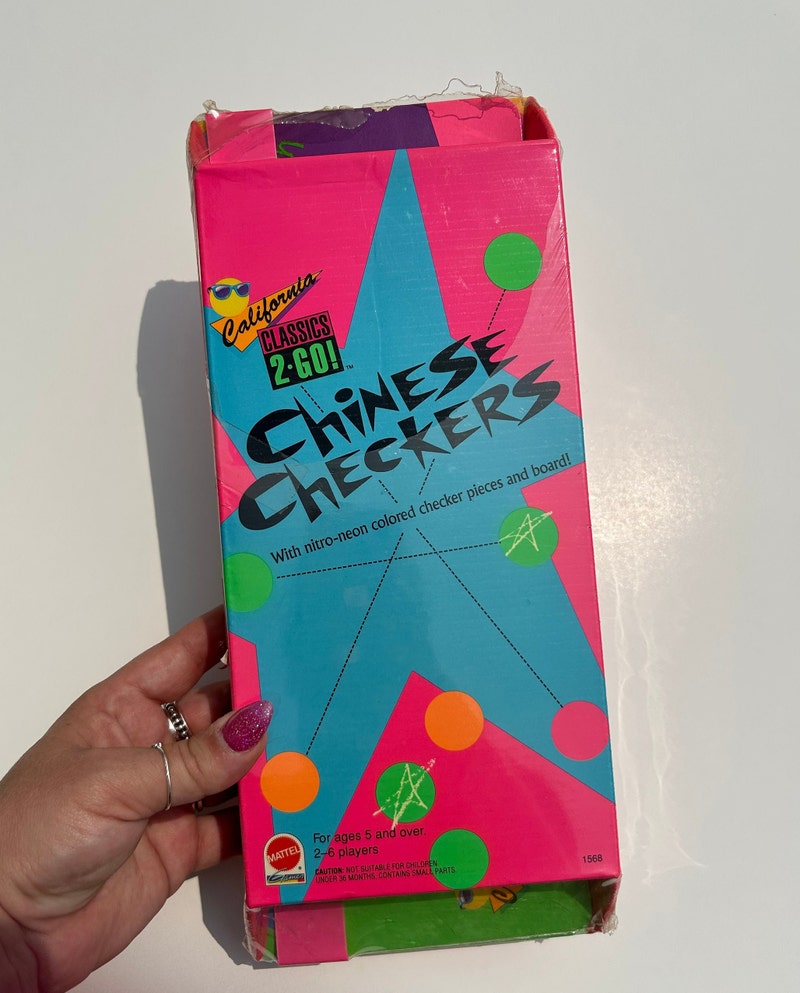 California
CLASSICS
2·GO!™
CHiNESE
CHECKERS
With nitro-neon colored checker pieces and board!
MATTEL
®
For ages 5 and over.
2–6 players
CAUTION: NOT SUITABLE FOR CHILDREN
UNDER 36 MONTHS. CONTAINS SMALL PARTS.
1568